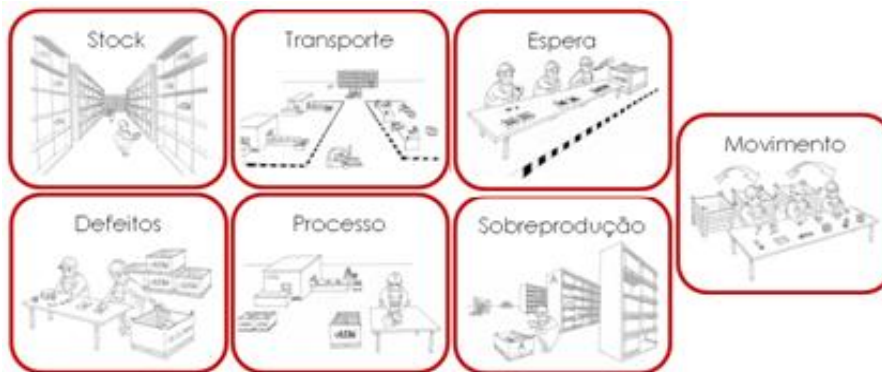 Stock
Transporte
Espera
Movimento
Defeitos
Processo
Sobreprodução